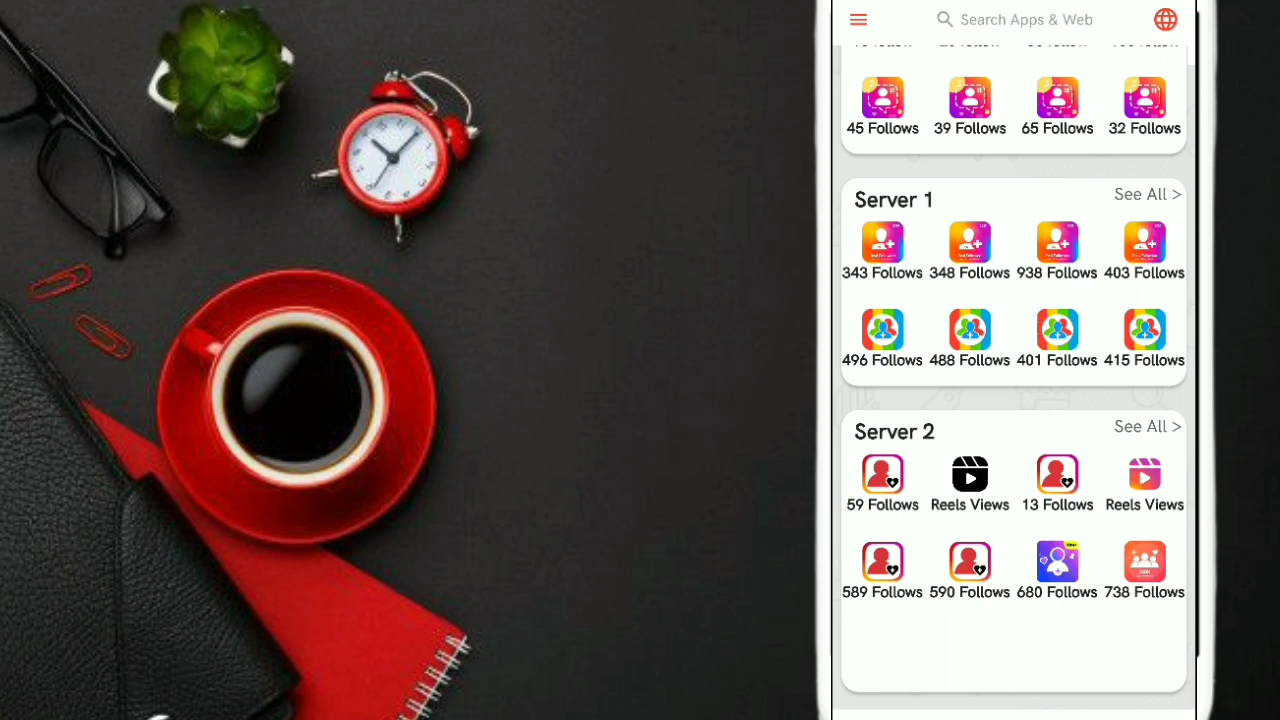 Search Apps & Web
45 Follows 39 Follows 65 Follows 32 Follows
Server 1 See All >
343 Follows 348 Follows 938 Follows 403 Follows
496 Follows 488 Follows 401 Follows 415 Follows
Server 2 See All >
59 Follows Reels Views 13 Follows Reels Views
589 Follows 590 Follows 680 Follows 738 Follows